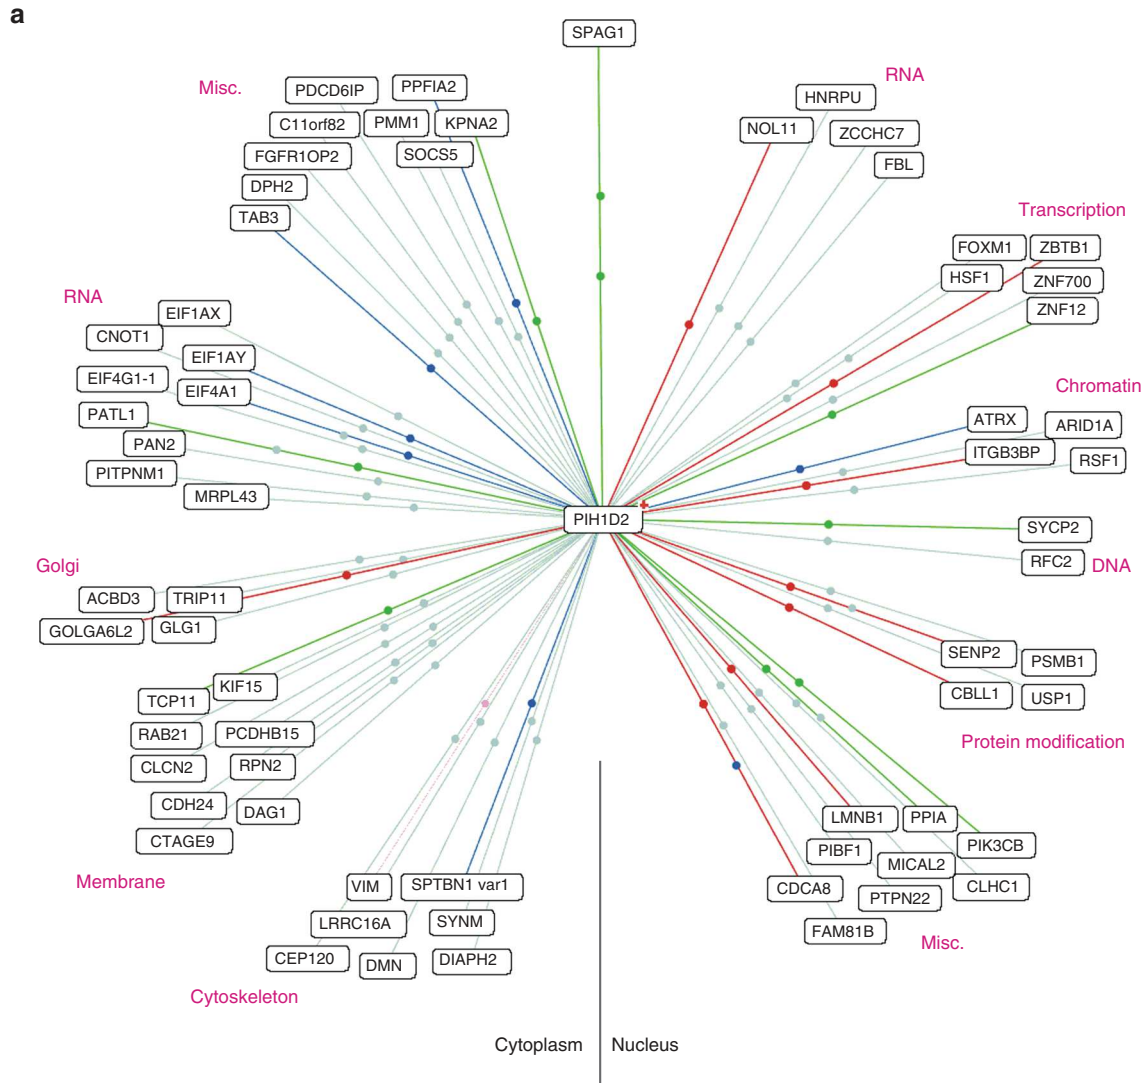 a
SPAG1
Misc.
PDCD6IP
PPFIA2
C11orf82
PMM1
KPNA2
FGFR1OP2
SOCS5
DPH2
TAB3
RNA
HNRPU
NOL11
ZCCHC7
FBL
Transcription
FOXM1
ZBTB1
HSF1
ZNF700
ZNF12
RNA
EIF1AX
CNOT1
EIF1AY
EIF4G1-1
EIF4A1
PATL1
PAN2
PITPNM1
MRPL43
Chromatin
ATRX
ARID1A
ITGB3BP
RSF1
PIH1D2
SYCP2
RFC2
DNA
Golgi
ACBD3
TRIP11
GOLGA6L2
GLG1
SENP2
PSMB1
CBLL1
USP1
Protein modification
TCP11
KIF15
RAB21
PCDHB15
CLCN2
RPN2
CDH24
DAG1
CTAGE9
Membrane
VIM
SPTBN1 var1
LRRC16A
SYNM
CEP120
DMN
DIAPH2
Cytoskeleton
LMNB1
PPIA
PIBF1
PIK3CB
MICAL2
CDCA8
PTPN22
CLHC1
FAM81B
Misc.
Cytoplasm
Nucleus